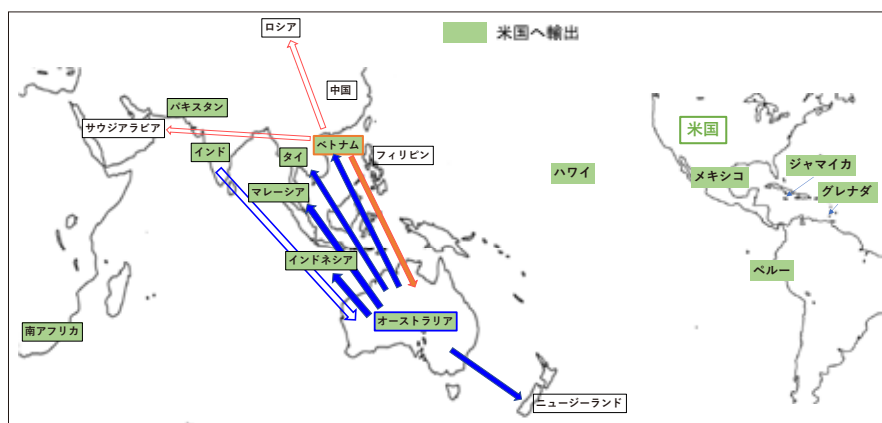 ロシア
米国へ輸出
中国
パキスタン
サウジアラビア
米国
インド
タイ
ベトナム
フィリピン
ハワイ
メキシコ
ジャマイカ
グレナダ
マレーシア
インドネシア
ペルー
南アフリカ
オーストラリア
ニュージーランド